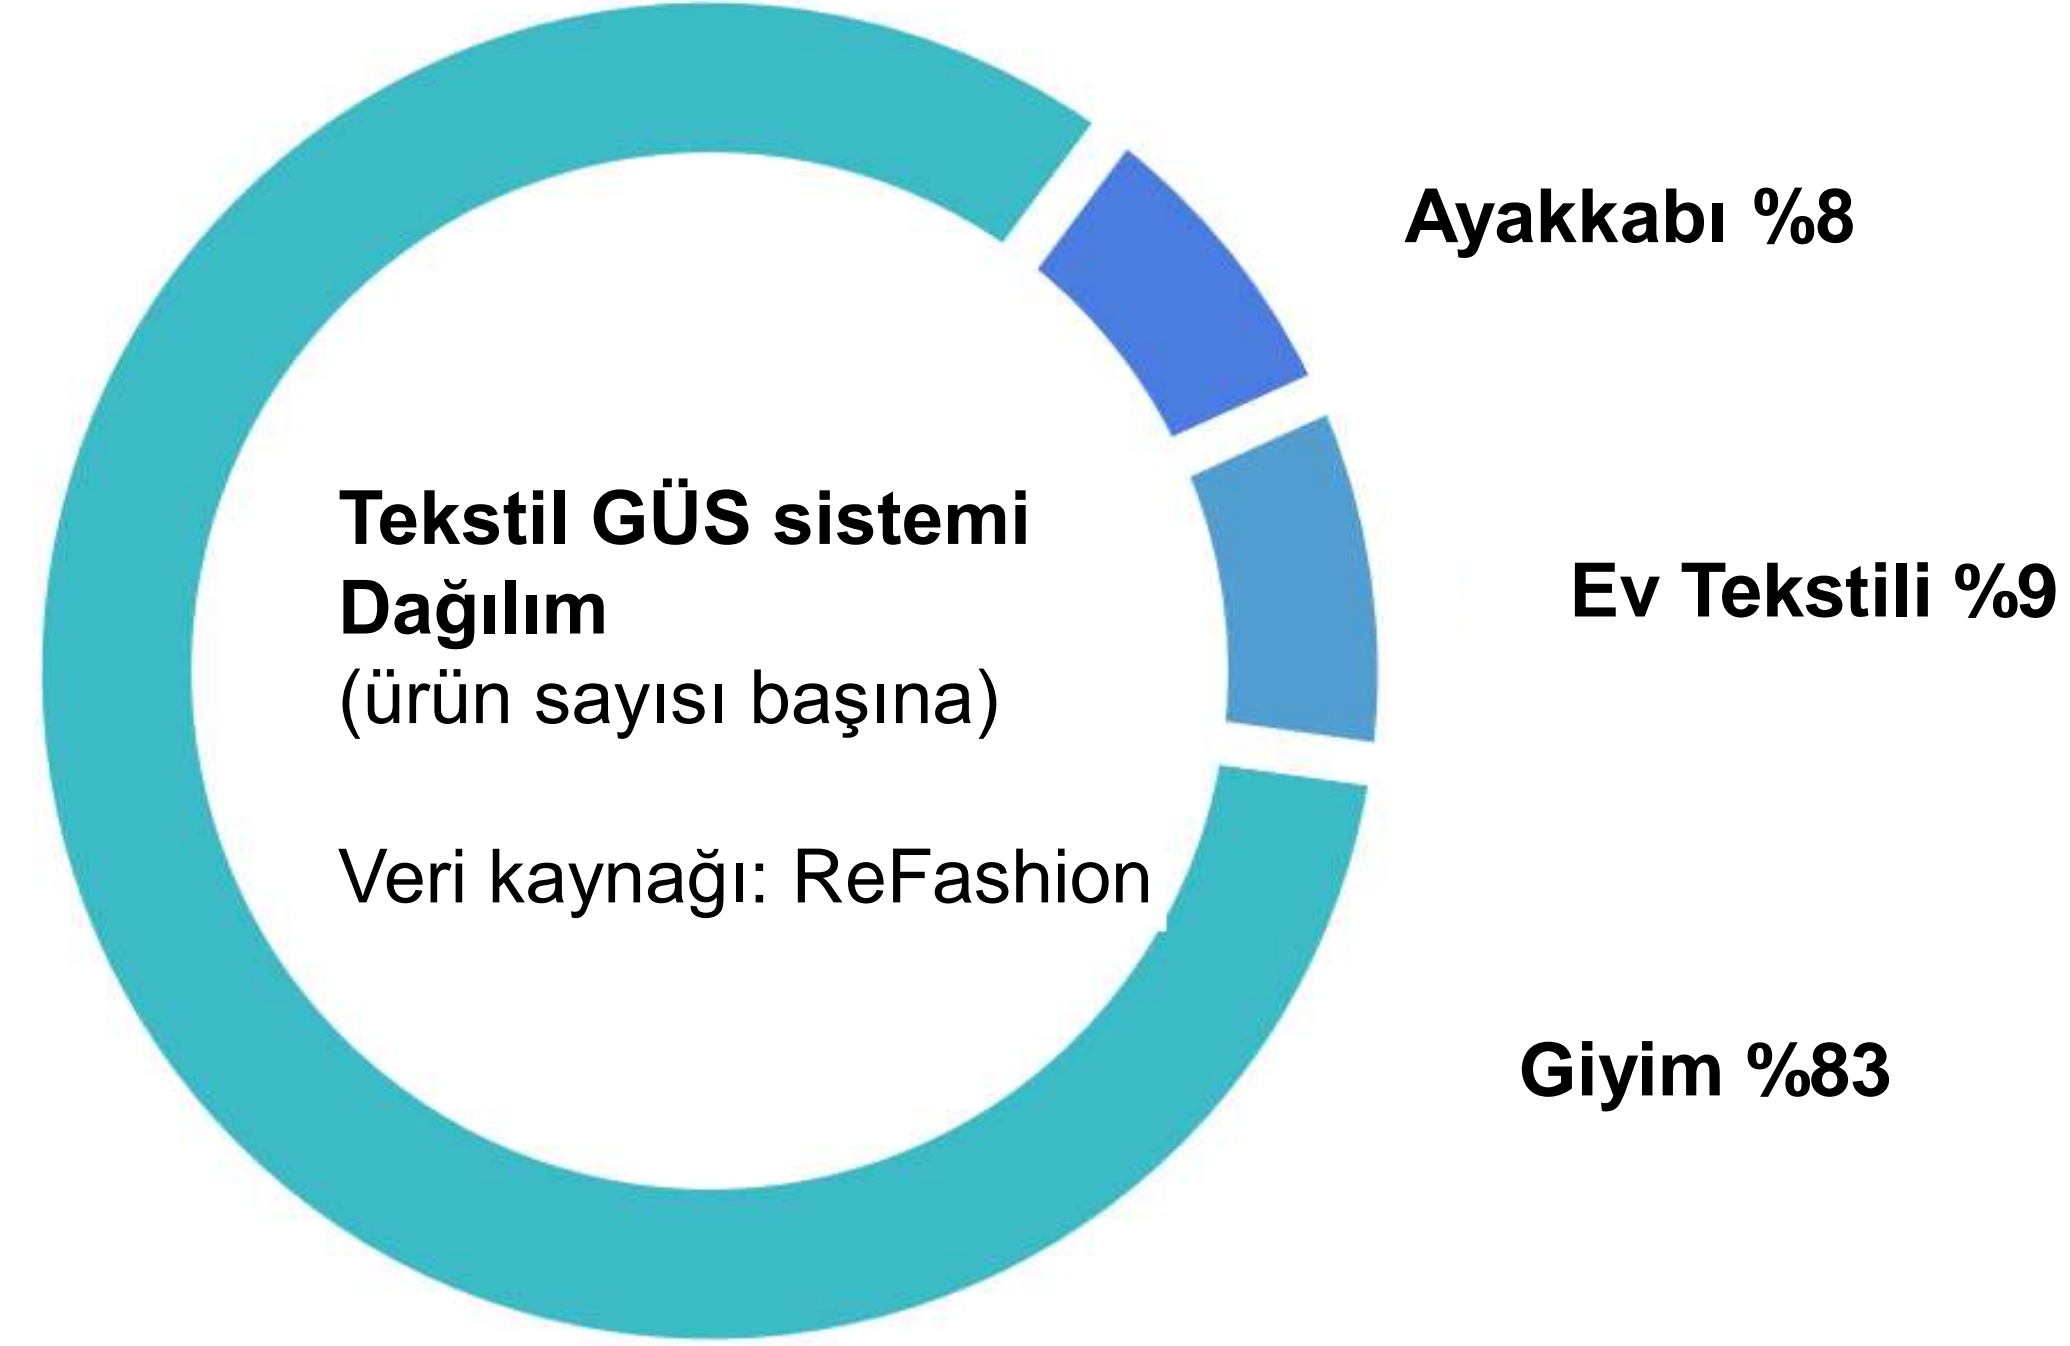 Ayakkabı %8
Tekstil GÜS sistemi
Dağılım
(ürün sayısı başına)
Veri kaynağı: ReFashion
Ev Tekstili %9
Giyim %83